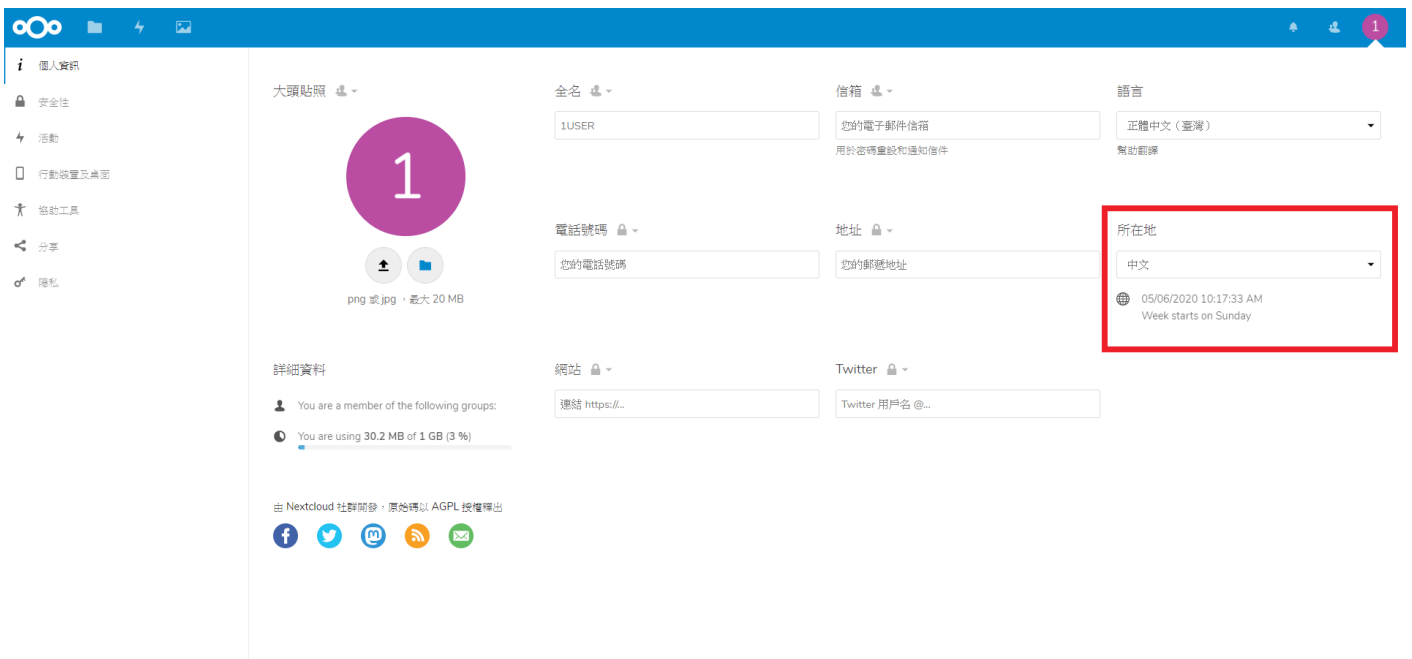 1
個人資訊
安全性
活動
行動裝置及桌面
協助工具
分享
隱私
大頭貼照
1
png 或 jpg ，最大 20 MB
全名
1USER
信箱
您的電子郵件信箱
用於密碼重設和通知信件
語言
正體中文（臺灣）
幫助翻譯
電話號碼
您的電話號碼
地址
您的郵遞地址
所在地
中文
05/06/2020 10:17:33 AM
Week starts on Sunday
詳細資料
You are a member of the following groups:
You are using 30.2 MB of 1 GB (3 %)
網站
連結 https://...
Twitter
Twitter 用戶名 @...
由 Nextcloud 社群開發，原始碼以 AGPL 授權釋出